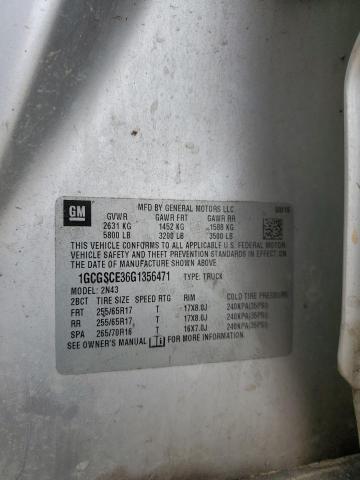 GM
MFD BY GENERAL MOTORS LLC
GVWR GAWR FRT GAWR RR
2631 KG 1452 KG 1588 KG
5800 LB 3200 LB 3500 LB
THIS VEHICLE CONFORMS TO ALL APPLICABLE U.S. FEDERAL MOTOR
VEHICLE SAFETY AND THEFT PREVENTION STANDARDS IN EFFECT ON
THE DATE OF MANUFACTURE SHOWN ABOVE.
1GCGSCE36G1356471 TYPE: TRUCK
MODEL: 2N43
2BCT TIRE SIZE SPEED RTG RIM COLD TIRE PRESSURE
FRT 255/65R17 T 17X8.0J 240KPA(35PSI)
RR 255/65R17 T 17X8.0J 240KPA(35PSI)
SPA 265/70R16 T 16X7.0J 240KPA(35PSI)
SEE OWNER'S MANUAL FOR MORE INFORMATION.